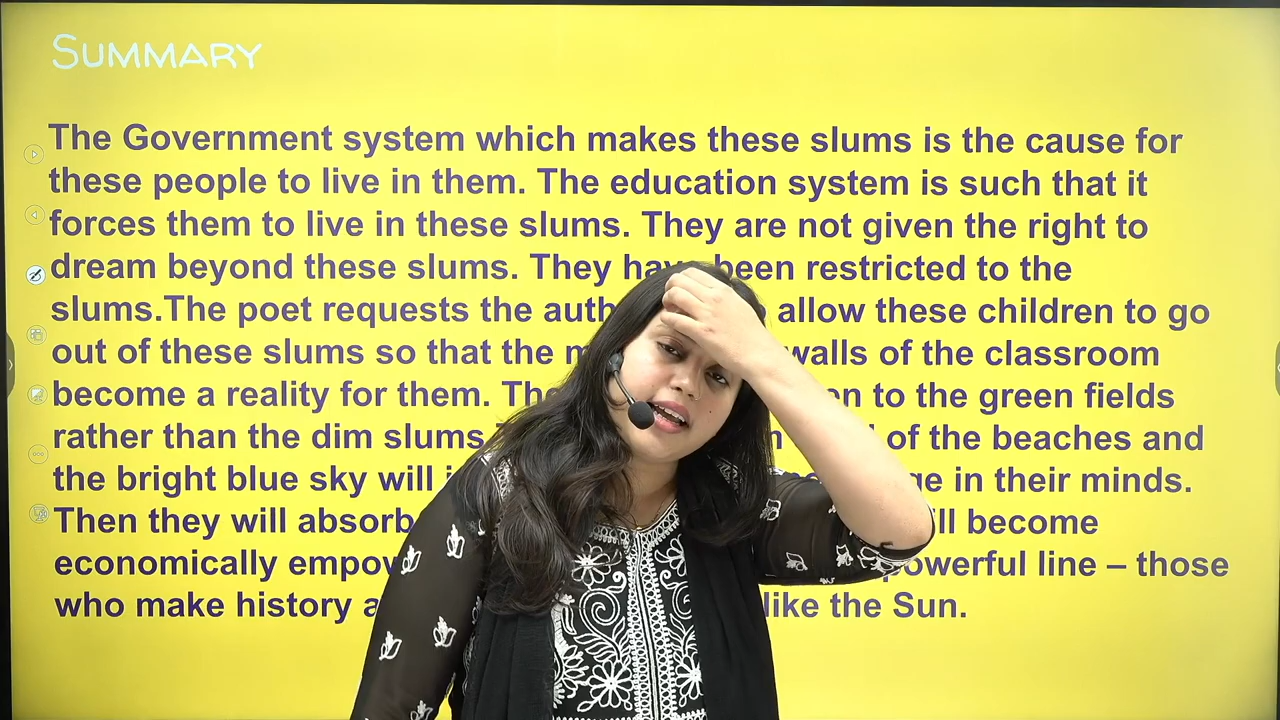 SUMMARY
The Government system which makes these slums is the cause for
these people to live in them. The education system is such that it
forces them to live in these slums. They are not given the right to
dream beyond these slums. They have been restricted to the
slums.The poet requests the allow these children to go
out of these slums so that the walls of the classroom
become a reality for them. to the green fields
rather than the dim slums of the beaches and
the bright blue sky will in their minds.
Then they will absorb become
economically powerful line – those
who make history like the Sun.